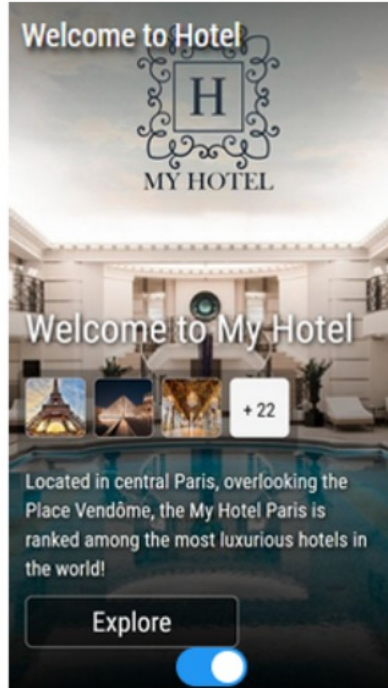 Welcome to Hotel
H
MY HOTEL
Welcome to My Hotel
+ 22
Located in central Paris, overlooking the
Place Vendôme, the My Hotel Paris is
ranked among the most luxurious hotels in
the world!
Explore